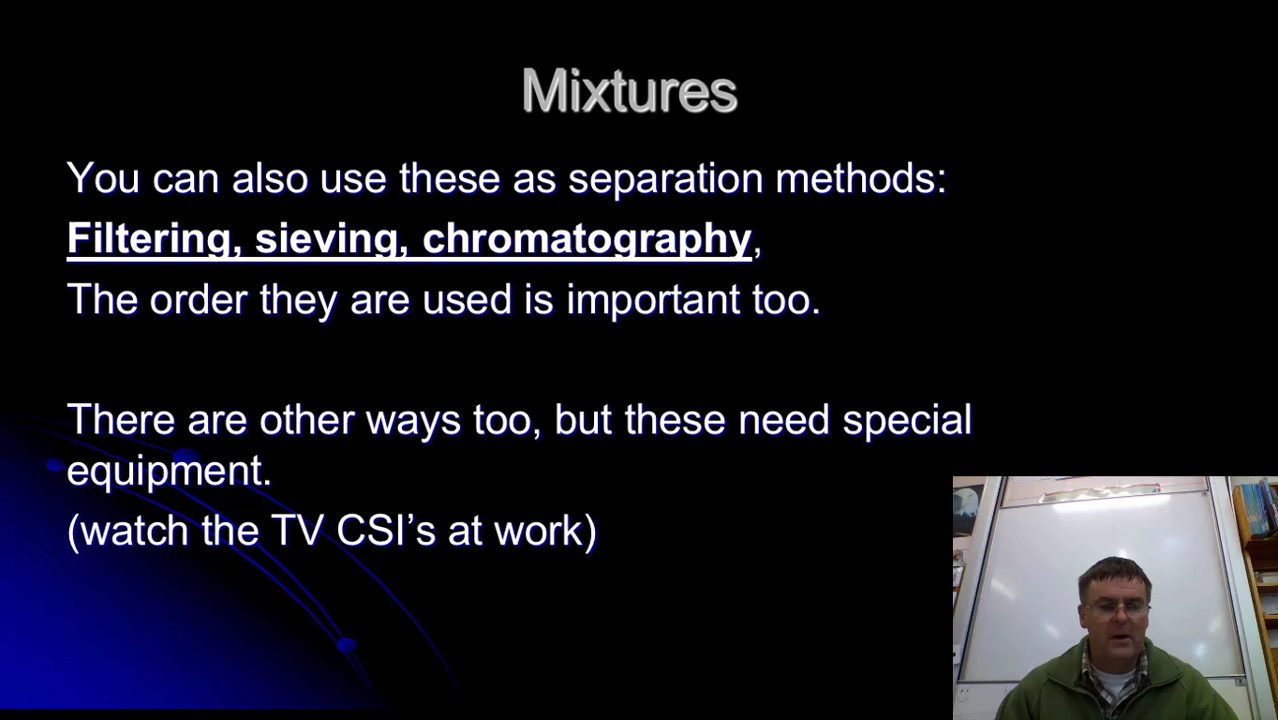 Mixtures
You can also use these as separation methods:
Filtering, sieving, chromatography,
The order they are used is important too.
There are other ways too, but these need special
equipment.
(watch the TV CSI’s at work)